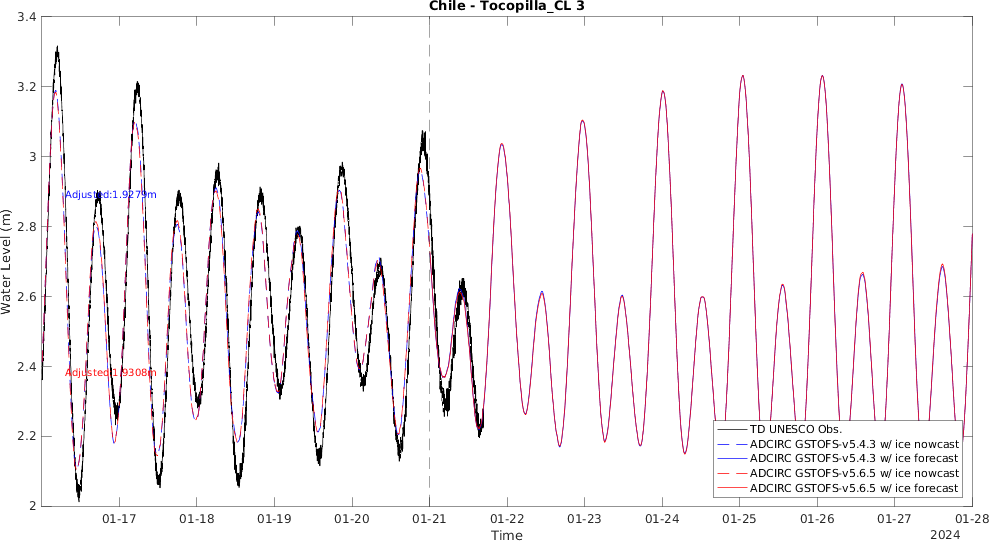 Chile - Tocopilla_CL 3
3.4
3.2
3
2.8
2.6
2.4
2.2
2
Water Level (m)
Adjusted:1.9279m
Adjusted:1.9308m
TD UNESCO Obs.
ADCIRC GSTOFS-v5.4.3 w/ ice nowcast
ADCIRC GSTOFS-v5.4.3 w/ ice forecast
ADCIRC GSTOFS-v5.6.5 w/ ice nowcast
ADCIRC GSTOFS-v5.6.5 w/ ice forecast
01-17 01-18 01-19 01-20 01-21 01-22 01-23 01-24 01-25 01-26 01-27 01-28
Time
2024